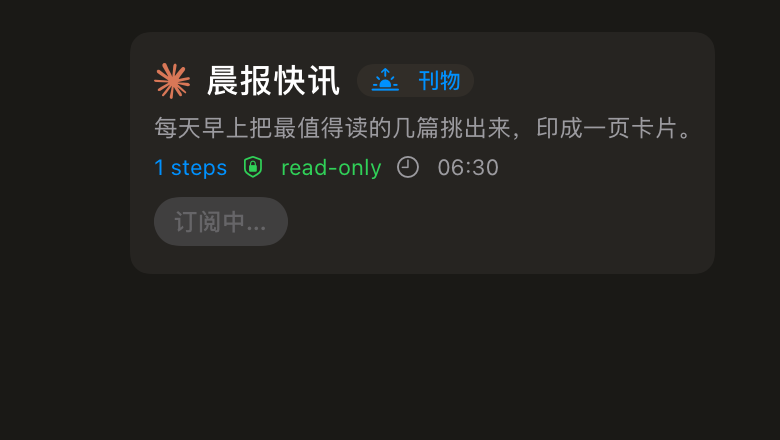 晨报快讯 刊物
每天早上把最值得读的几篇挑出来，印成一页卡片。
1 steps read-only 06:30
订阅中...